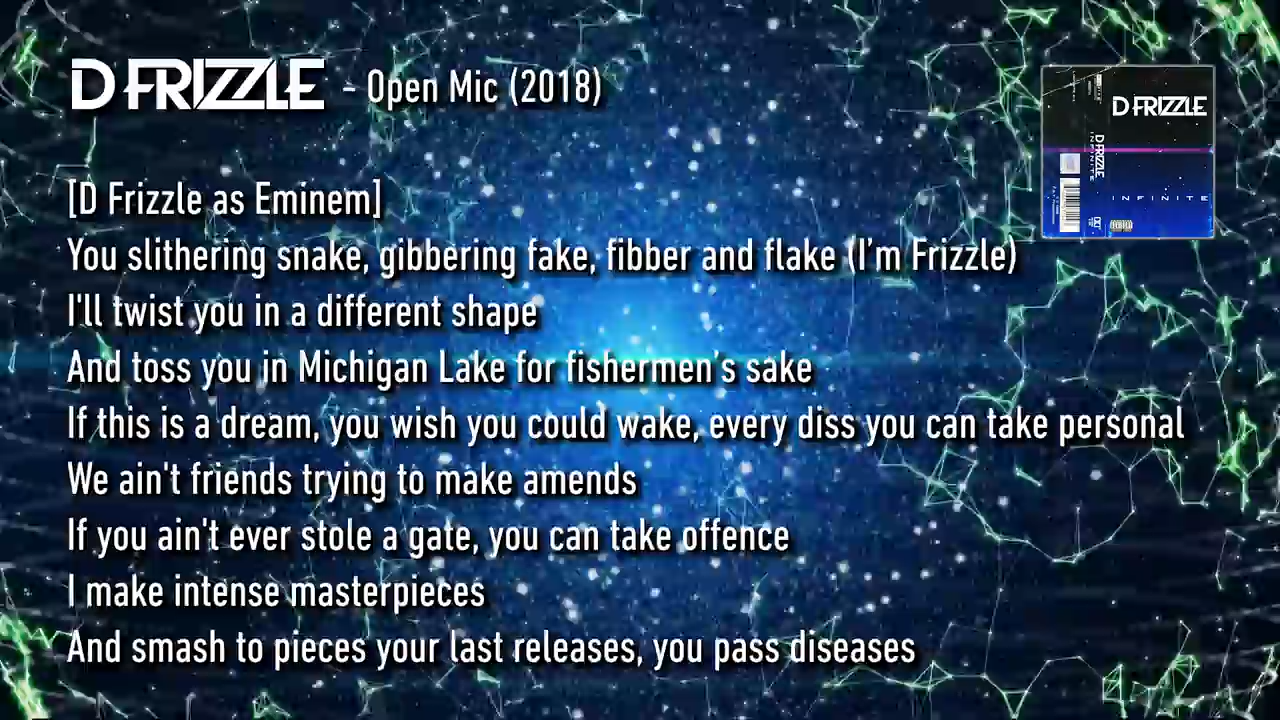 D FRIZZLE - Open Mic (2018)
D FRIZZLE
D FRIZZLE
INFINITE
INFINITE
[D Frizzle as Eminem]
You slithering snake, gibbering fake, fibber and flake (I'm Frizzle)
I'll twist you in a different shape
And toss you in Michigan Lake for fishermen's sake
If this is a dream, you wish you could wake, every diss you can take personal
We ain't friends trying to make amends
If you ain't ever stole a gate, you can take offence
I make intense masterpieces
And smash to pieces your last releases, you pass diseases